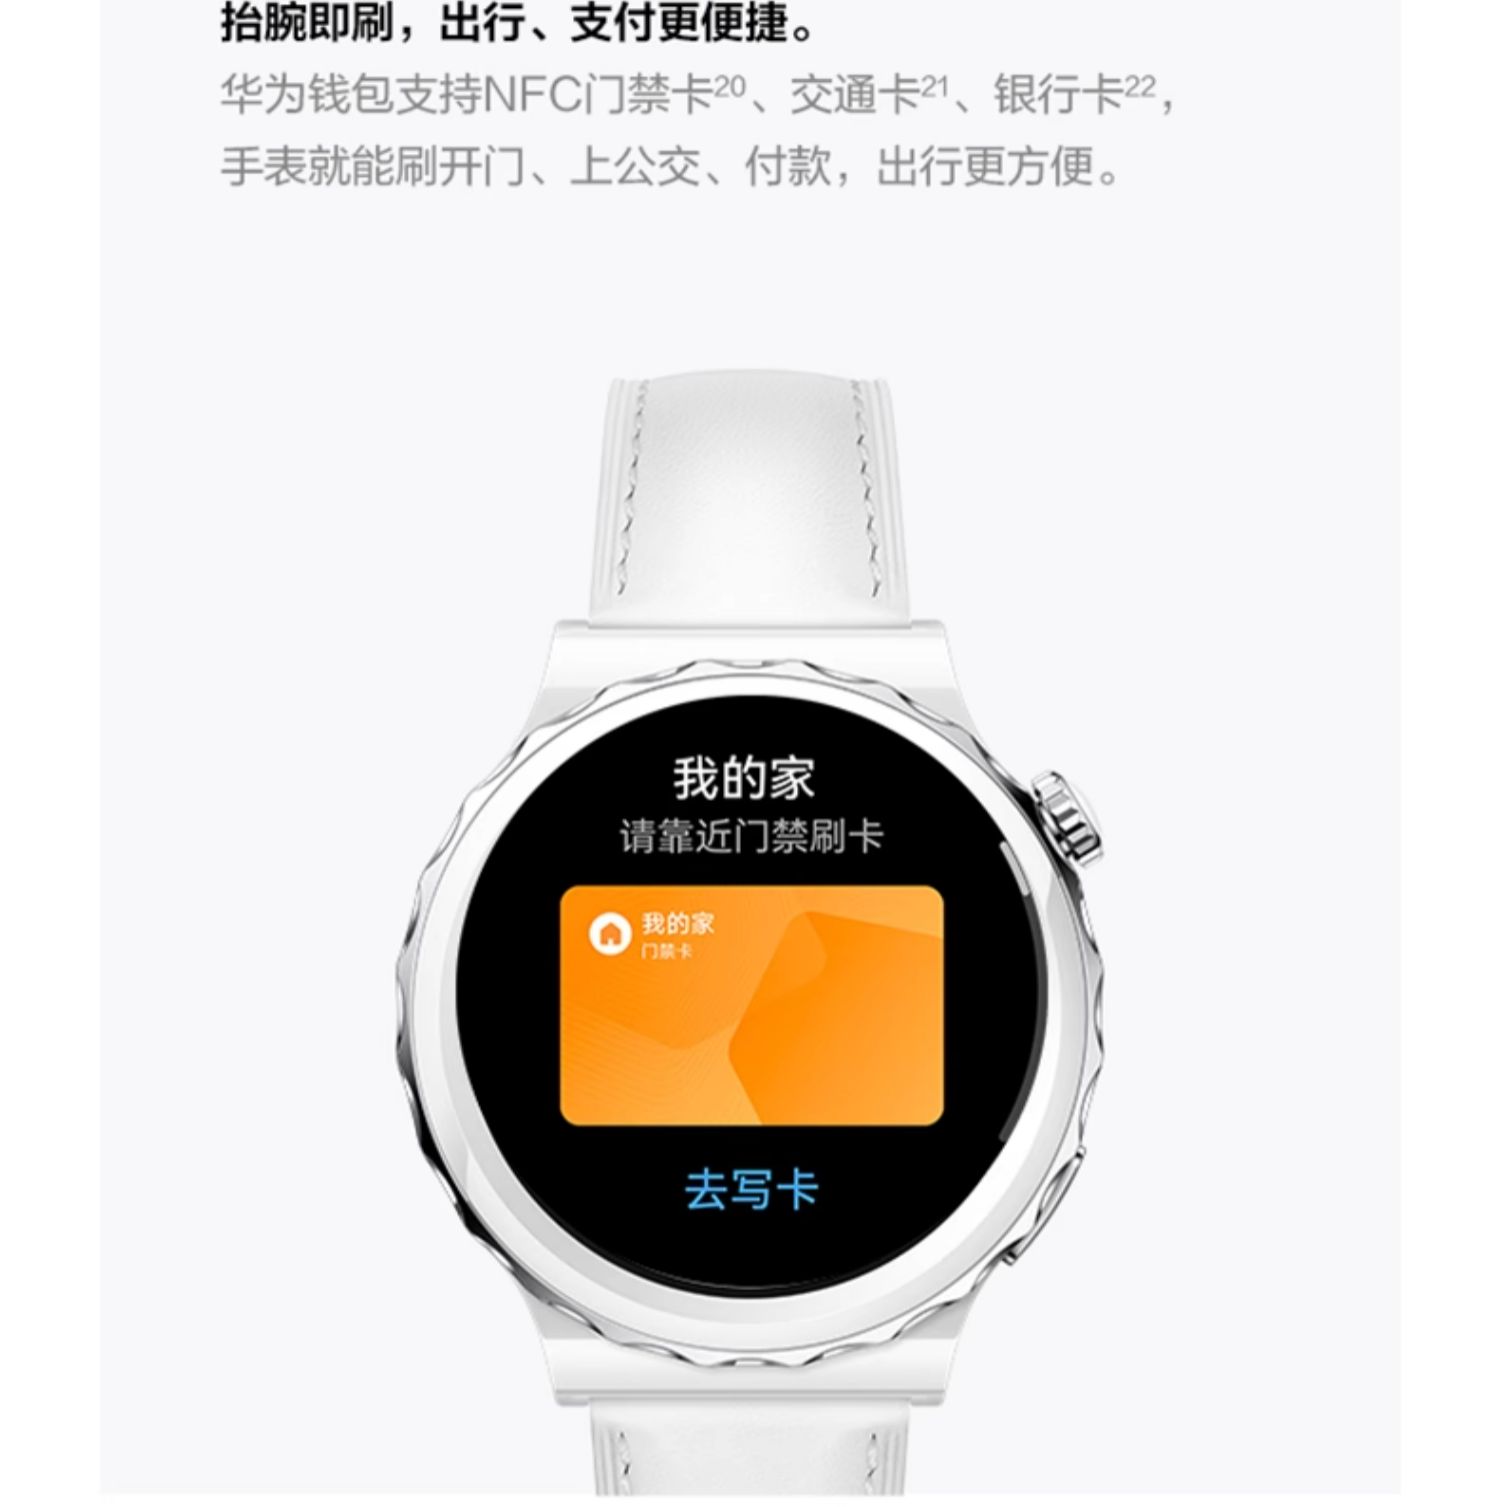 抬腕即刷，出行、支付更便捷。
华为钱包支持NFC门禁卡20、交通卡21、银行卡22，
手表就能刷开门、上公交、付款，出行更方便。
我的家
请靠近门禁刷卡
我的家
门禁卡
去写卡